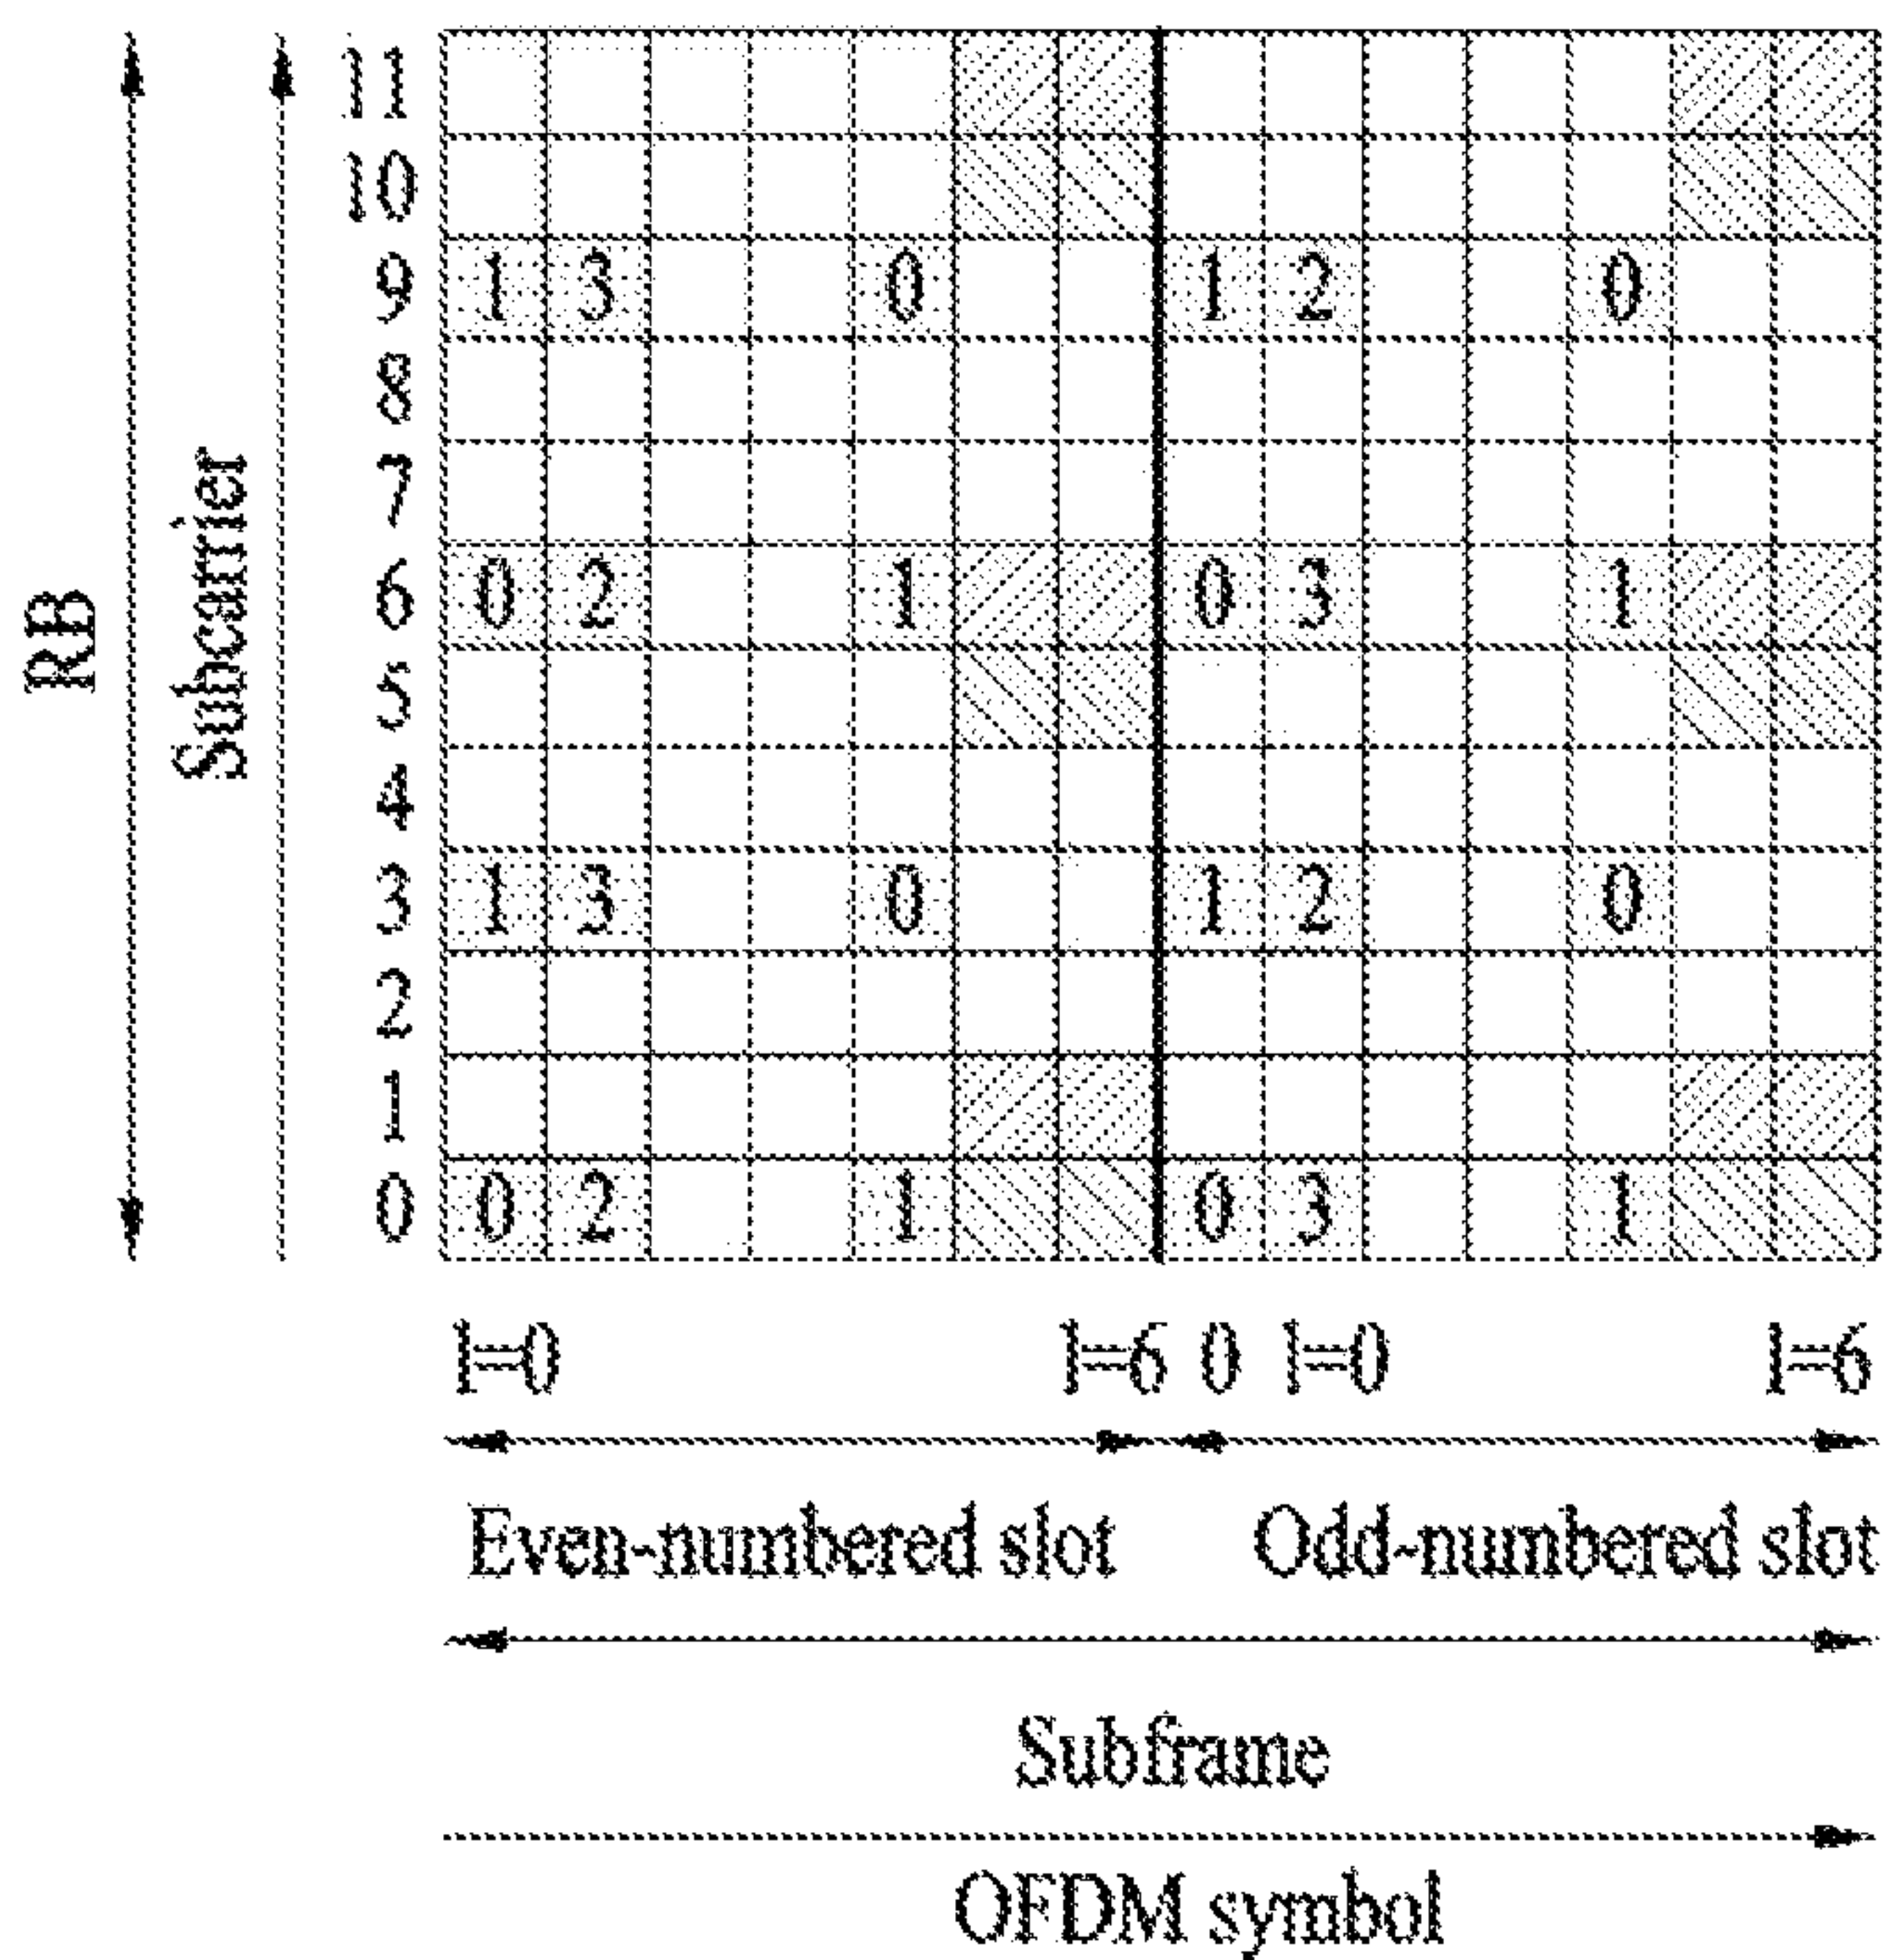 RB
Subcarrier
11
10
9 1 3 0 1 2 0
8
7
6 0 2 1 0 3 1
5
4
3 1 3 0 1 2 0
2
1
0 0 2 1 0 3 1
l=0 l=6 0 l=0 l=6
Even-numbered slot Odd-numbered slot
Subframe
OFDM symbol